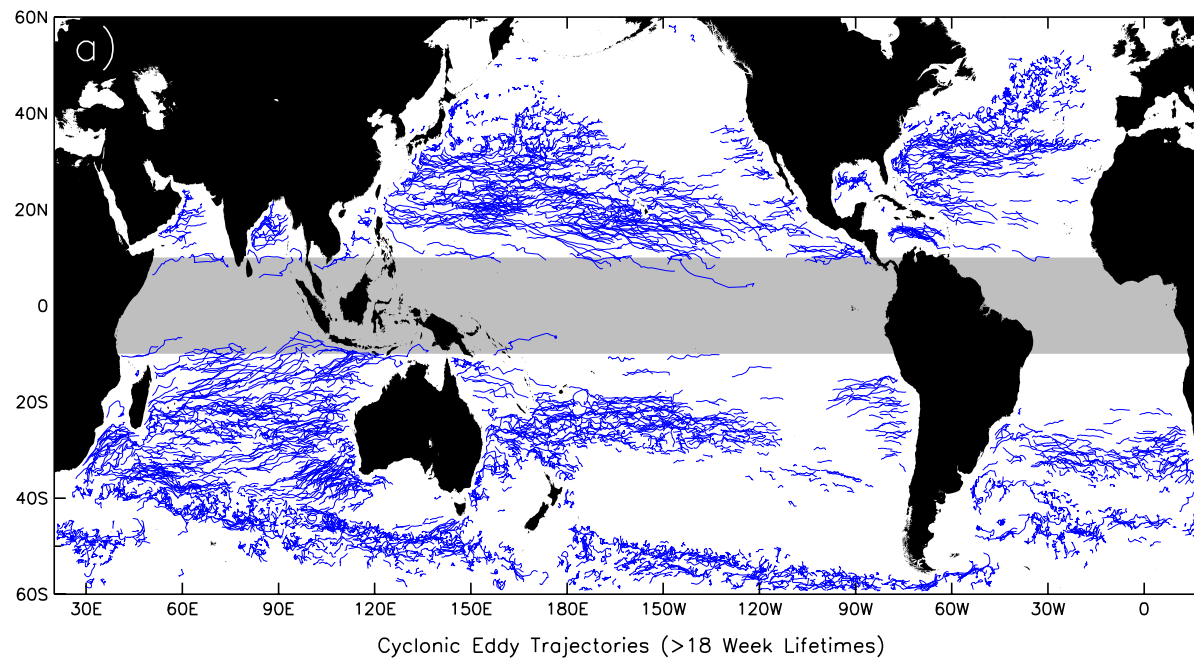 a)
60N
40N
20N
0
20S
40S
60S
30E 60E 90E 120E 150E 180E 150W 120W 90W 60W 30W 0
Cyclonic Eddy Trajectories (>18 Week Lifetimes)